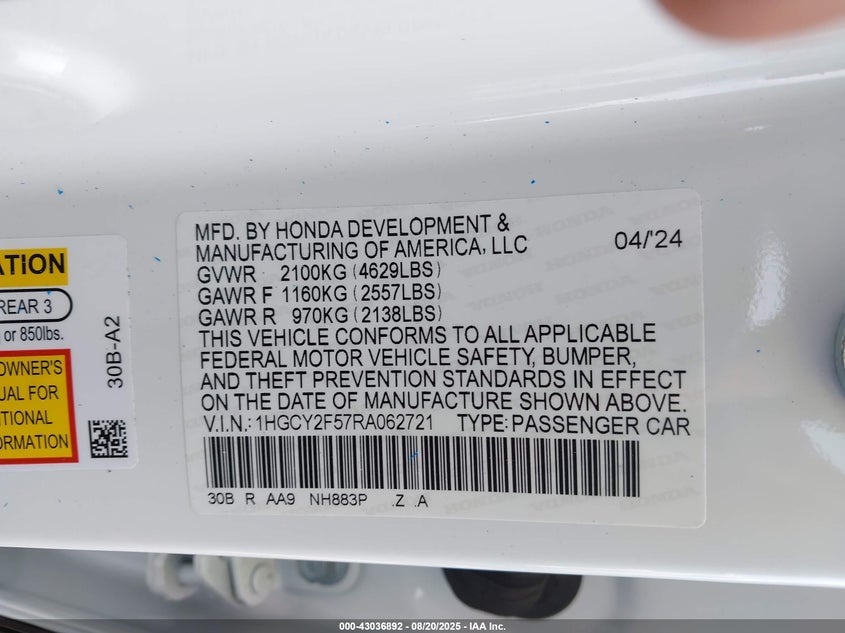 ATION
REAR 3
or 850lbs.
OWNER'S
UAL FOR
ITIONAL
FORMATION
30B-A2
MFD. BY HONDA DEVELOPMENT &
MANUFACTURING OF AMERICA, LLC 04/'24
GVWR 2100KG (4629LBS)
GAWR F 1160KG (2557LBS)
GAWR R 970KG (2138LBS)
THIS VEHICLE CONFORMS TO ALL APPLICABLE
FEDERAL MOTOR VEHICLE SAFETY, BUMPER,
AND THEFT PREVENTION STANDARDS IN EFFECT
ON THE DATE OF MANUFACTURE SHOWN ABOVE.
V.I.N.: 1HGCY2F57RA062721 TYPE: PASSENGER CAR
30B R AA9 NH883P .Z .A
000-43036892 - 08/20/2025 - IAA Inc.